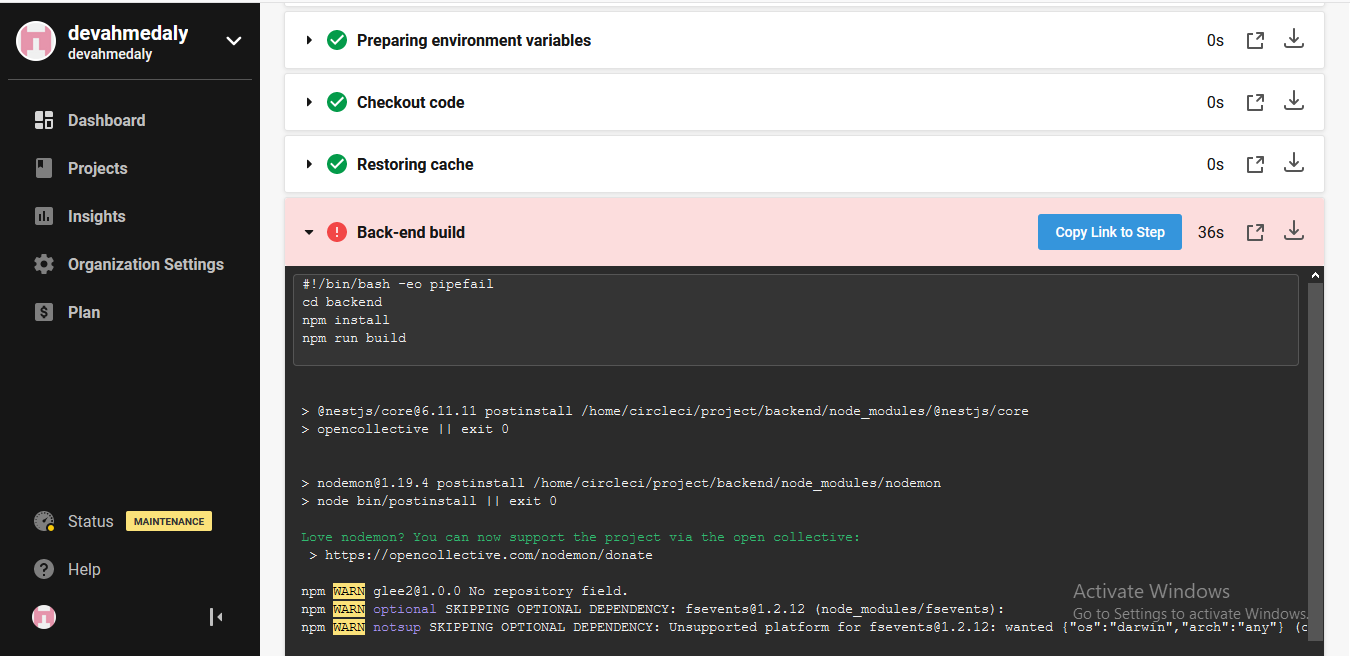 devahmedaly
devahmedaly
Dashboard
Projects
Insights
Organization Settings
Plan
Status MAINTENANCE
Help
Preparing environment variables 0s
Checkout code 0s
Restoring cache 0s
Back-end build Copy Link to Step 36s
#!/bin/bash -eo pipefail
cd backend
npm install
npm run build
> @nestjs/core@6.11.11 postinstall /home/circleci/project/backend/node_modules/@nestjs/core
> opencollective || exit 0
> nodemon@1.19.4 postinstall /home/circleci/project/backend/node_modules/nodemon
> node bin/postinstall || exit 0
Love nodemon? You can now support the project via the open collective:
> https://opencollective.com/nodemon/donate
npm WARN glee2@1.0.0 No repository field.
npm WARN optional SKIPPING OPTIONAL DEPENDENCY: fsevents@1.2.12 (node_modules/fsevents):
npm WARN notsup SKIPPING OPTIONAL DEPENDENCY: Unsupported platform for fsevents@1.2.12: wanted {"os":"darwin","arch":"any"} (c
Activate Windows
Go to Settings to activate Windows.